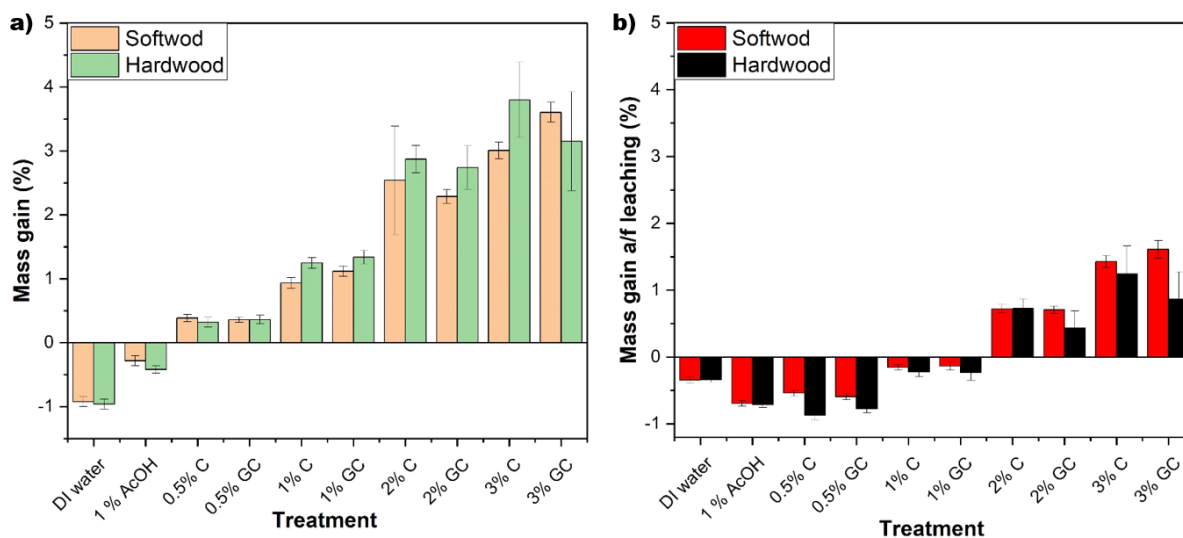 a)
Softwod
Hardwood
Mass gain (%)
5
4
3
2
1
0
-1
DI water
1 % AcOH
0.5% C
0.5% GC
1% C
1% GC
2% C
2% GC
3% C
3% GC
Treatment
b)
Softwod
Hardwood
Mass gain a/f leaching (%)
5
4
3
2
1
0
-1
DI water
1 % AcOH
0.5% C
0.5% GC
1% C
1% GC
2% C
2% GC
3% C
3% GC
Treatment